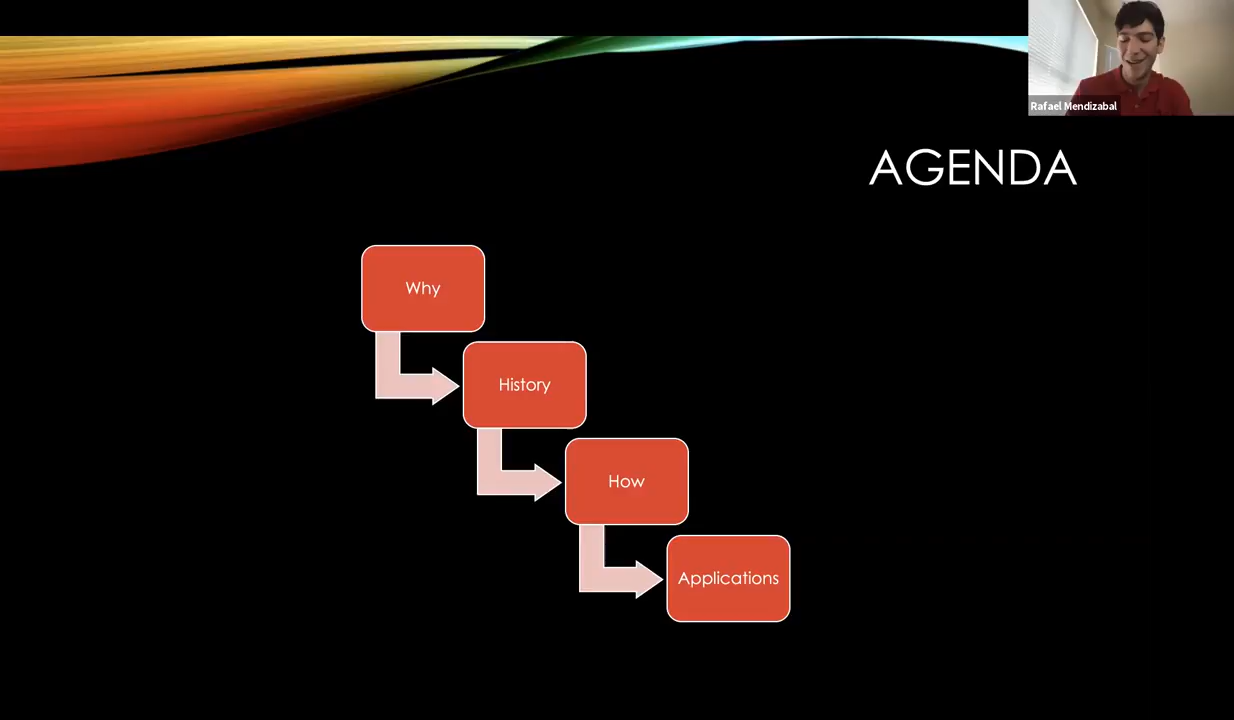 Rafael Mendizabal
AGENDA
Why
History
How
Applications